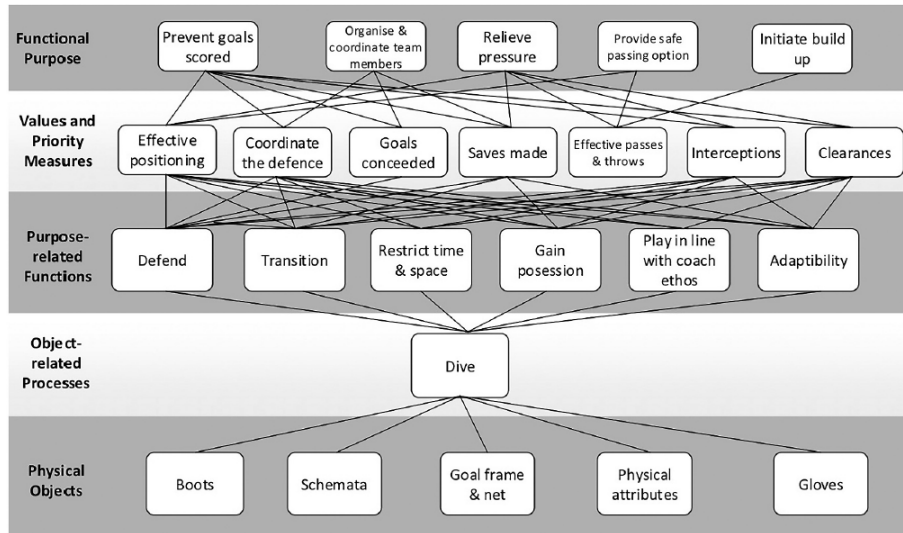 Functional
Purpose
Prevent goals
scored
Organise &
coordinate team
members
Relieve
pressure
Provide safe
passing option
Initiate build
up
Values and
Priority
Measures
Effective
positioning
Coordinate
the defence
Goals
conceeded
Saves made
Effective passes
& throws
Interceptions
Clearances
Purpose-
related
Functions
Defend
Transition
Restrict time
& space
Gain
posession
Play in line
with coach
ethos
Adaptibility
Object-
related
Processes
Dive
Physical
Objects
Boots
Schemata
Goal frame
& net
Physical
attributes
Gloves